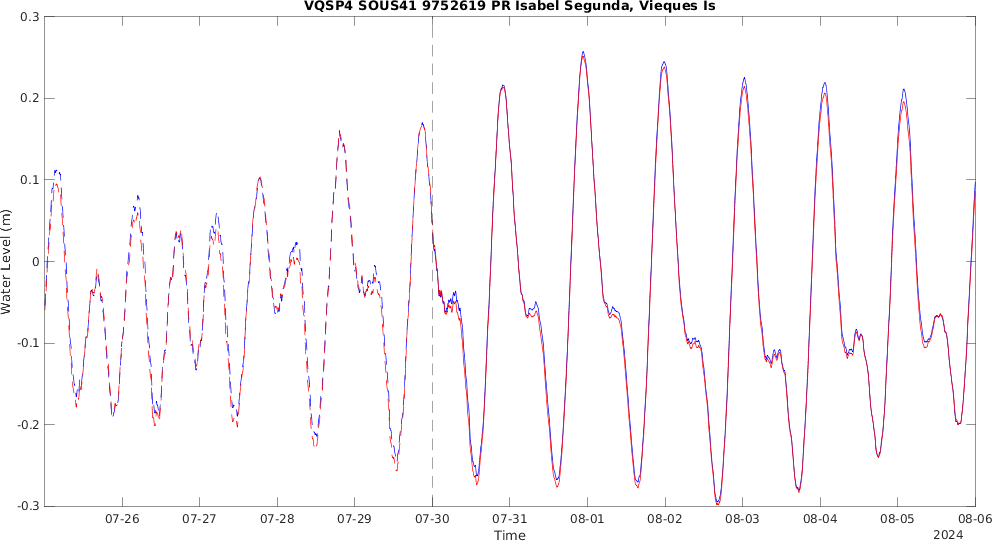 VQSP4 SOUS41 9752619 PR Isabel Segunda, Vieques Is
0.3
0.2
0.1
0
-0.1
-0.2
-0.3
Water Level (m)
07-26 07-27 07-28 07-29 07-30 07-31 08-01 08-02 08-03 08-04 08-05 08-06
Time
2024